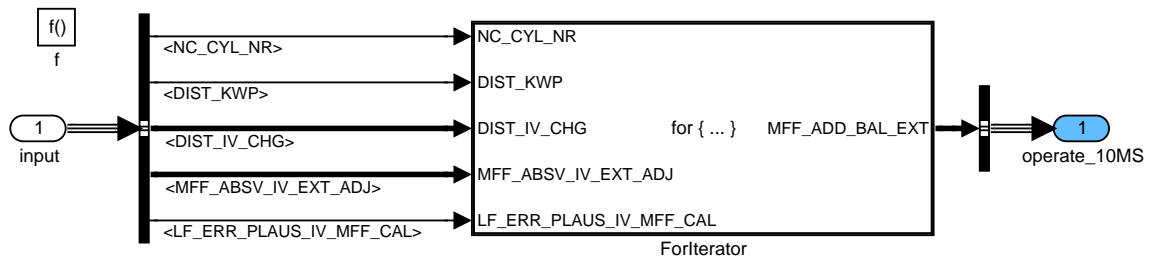 f()
f
1
input
<NC_CYL_NR>
<DIST_KWP>
<DIST_IV_CHG>
<MFF_ABSV_IV_EXT_ADJ>
<LF_ERR_PLAUS_IV_MFF_CAL>
NC_CYL_NR
DIST_KWP
DIST_IV_CHG
for { ... }
MFF_ADD_BAL_EXT
MFF_ABSV_IV_EXT_ADJ
LF_ERR_PLAUS_IV_MFF_CAL
ForIterator
1
operate_10MS